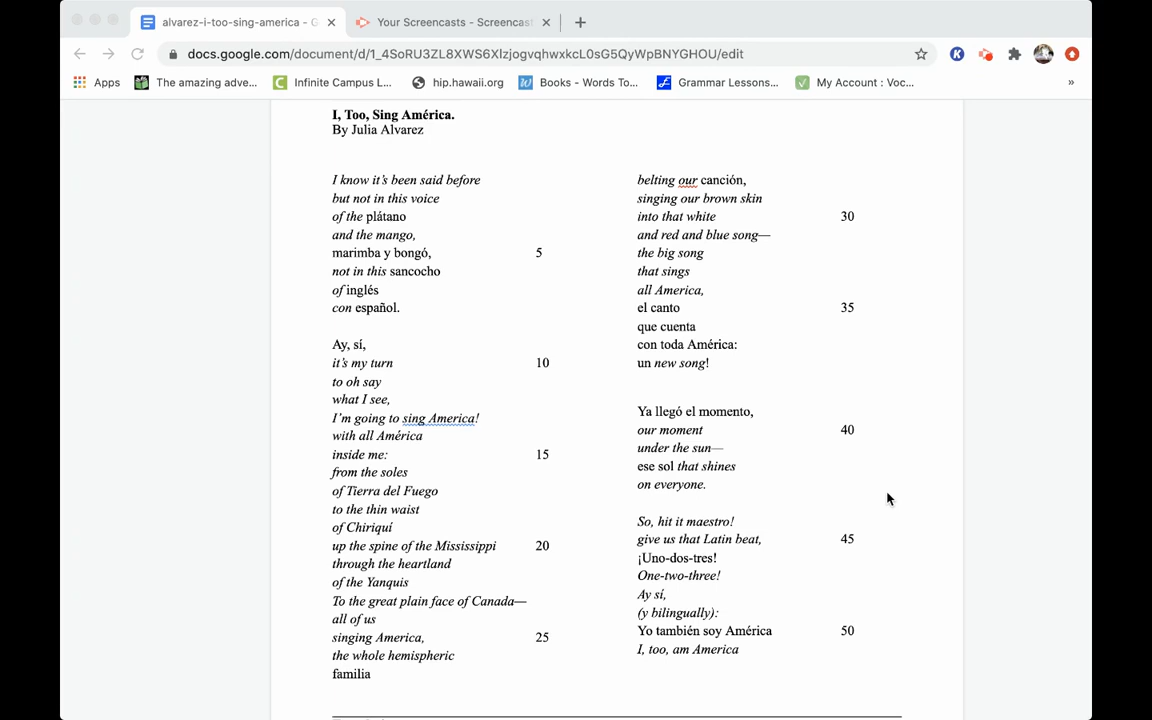 alvarez-i-too-sing-america - G
Your Screencasts - Screencast
docs.google.com/document/d/1_4SoRU3ZL8XWS6XlzjogvqhwxkcL0sG5QyWpBNYGHOU/edit
Apps
The amazing adve...
Infinite Campus L...
hip.hawaii.org
Books - Words To...
Grammar Lessons...
My Account : Voc...
»
I, Too, Sing América.
By Julia Alvarez
I know it's been said before
but not in this voice
of the plátano
and the mango,
marimba y bongó, 5
not in this sancocho
of inglés
con español.
Ay, sí,
it's my turn 10
to oh say
what I see,
I'm going to sing America!
with all América
inside me: 15
from the soles
of Tierra del Fuego
to the thin waist
of Chiriquí
up the spine of the Mississippi 20
through the heartland
of the Yanquis
To the great plain face of Canada—
all of us
singing America, 25
the whole hemispheric
familia
belting our canción,
singing our brown skin
into that white 30
and red and blue song—
the big song
that sings
all America,
el canto 35
que cuenta
con toda América:
un new song!
Ya llegó el momento,
our moment 40
under the sun—
ese sol that shines
on everyone.
So, hit it maestro!
give us that Latin beat, 45
¡Uno-dos-tres!
One-two-three!
Ay sí,
(y bilingually):
Yo también soy América 50
I, too, am America